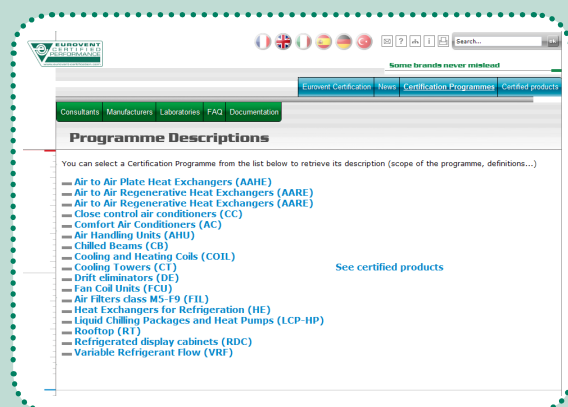 EUROVENT
CERTIFIED
PERFORMANCE
Search...
Some brands never mislead
Eurovent Certification News Certification Programmes Certified products
Consultants Manufacturers Laboratories FAQ Documentation
Programme Descriptions
You can select a Certification Programme from the list below to retrieve its description (scope of the programme, definitions...)
Air to Air Plate Heat Exchangers (AAHE)
Air to Air Regenerative Heat Exchangers (AARE)
Air to Air Regenerative Heat Exchangers (AARE)
Close control air conditioners (CC)
Comfort Air Conditioners (AC)
Air Handling Units (AHU)
Chilled Beams (CB)
Cooling and Heating Coils (COIL)
Cooling Towers (CT)
See certified products
Drift eliminators (DE)
Fan Coil Units (FCU)
Air Filters class M5-F9 (FIL)
Heat Exchangers for Refrigeration (HE)
Liquid Chilling Packages and Heat Pumps (LCP-HP)
Rooftop (RT)
Refrigerated display cabinets (RDC)
Variable Refrigerant Flow (VRF)